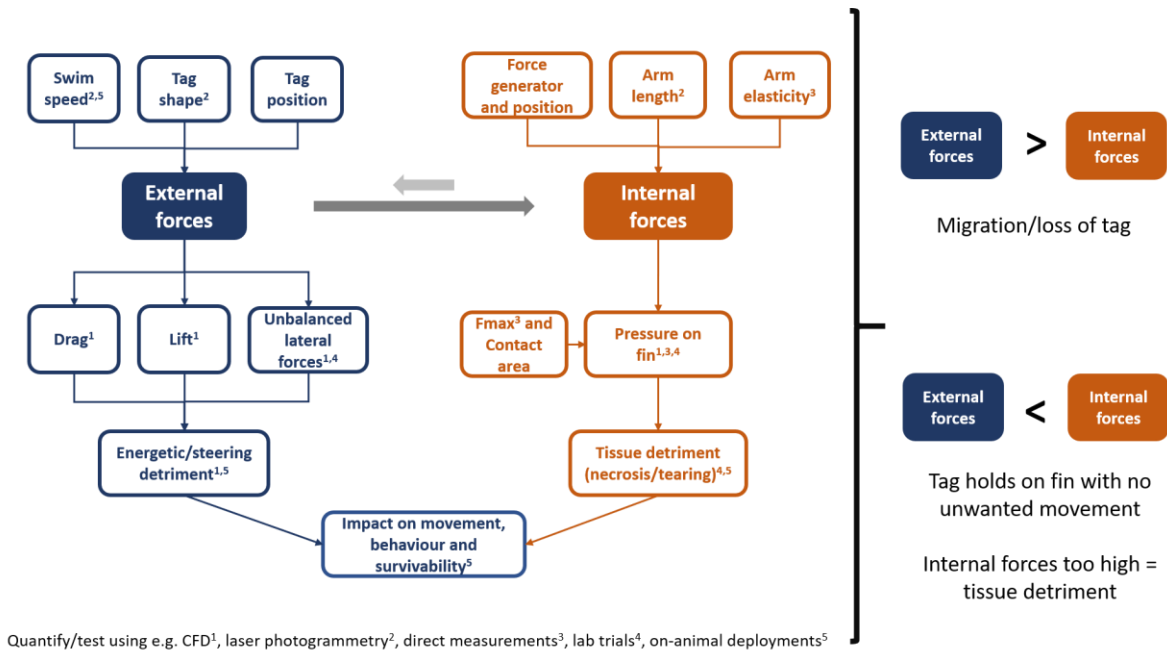 Swim
speed2,5
Tag
shape2
Tag
position
Force
generator
and position
Arm
length2
Arm
elasticity3
External
forces
Internal
forces
Drag1
Lift1
Unbalanced
lateral
forces1,4
Fmax3 and
Contact
area
Pressure on
fin1,3,4
Energetic/steering
detriment1,5
Tissue detriment
(necrosis/tearing)4,5
Impact on movement,
behaviour and
survivability5
Quantify/test using e.g. CFD1, laser photogrammetry2, direct measurements3, lab trials4, on-animal deployments5
External
forces
>
Internal
forces
Migration/loss of tag
External
forces
<
Internal
forces
Tag holds on fin with no
unwanted movement
Internal forces too high =
tissue detriment